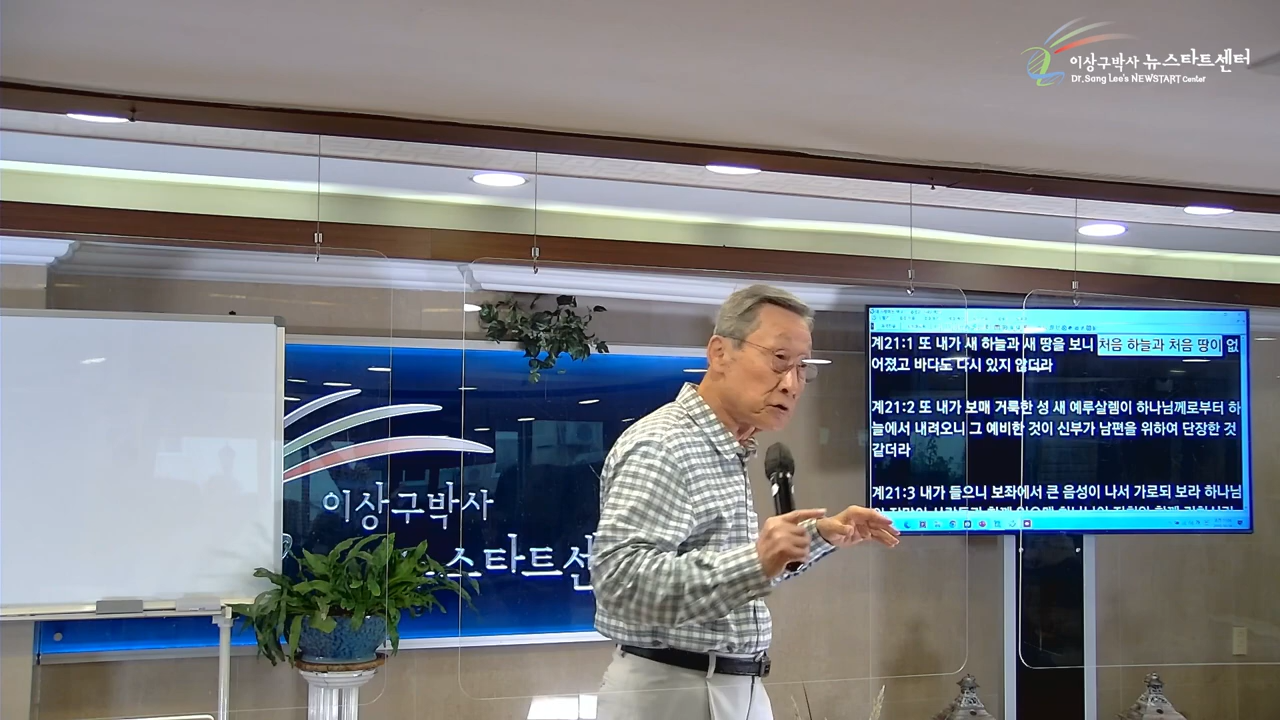 이상구박사 뉴스타트센터
Dr. Sang Lee's NEWSTART Center
계21:1 또 내가 새 하늘과 새 땅을 보니 처음 하늘과 처음 땅이 없
어졌고 바다도 다시 있지 않더라
계21:2 또 내가 보매 거룩한 성 새 예루살렘이 하나님께로부터 하
늘에서 내려오니 그 예비한 것이 신부가 남편을 위하여 단장한 것
같더라
계21:3 내가 들으니 보좌에서 큰 음성이 나서 가로되 보라 하나님
이상구박사
스타트센